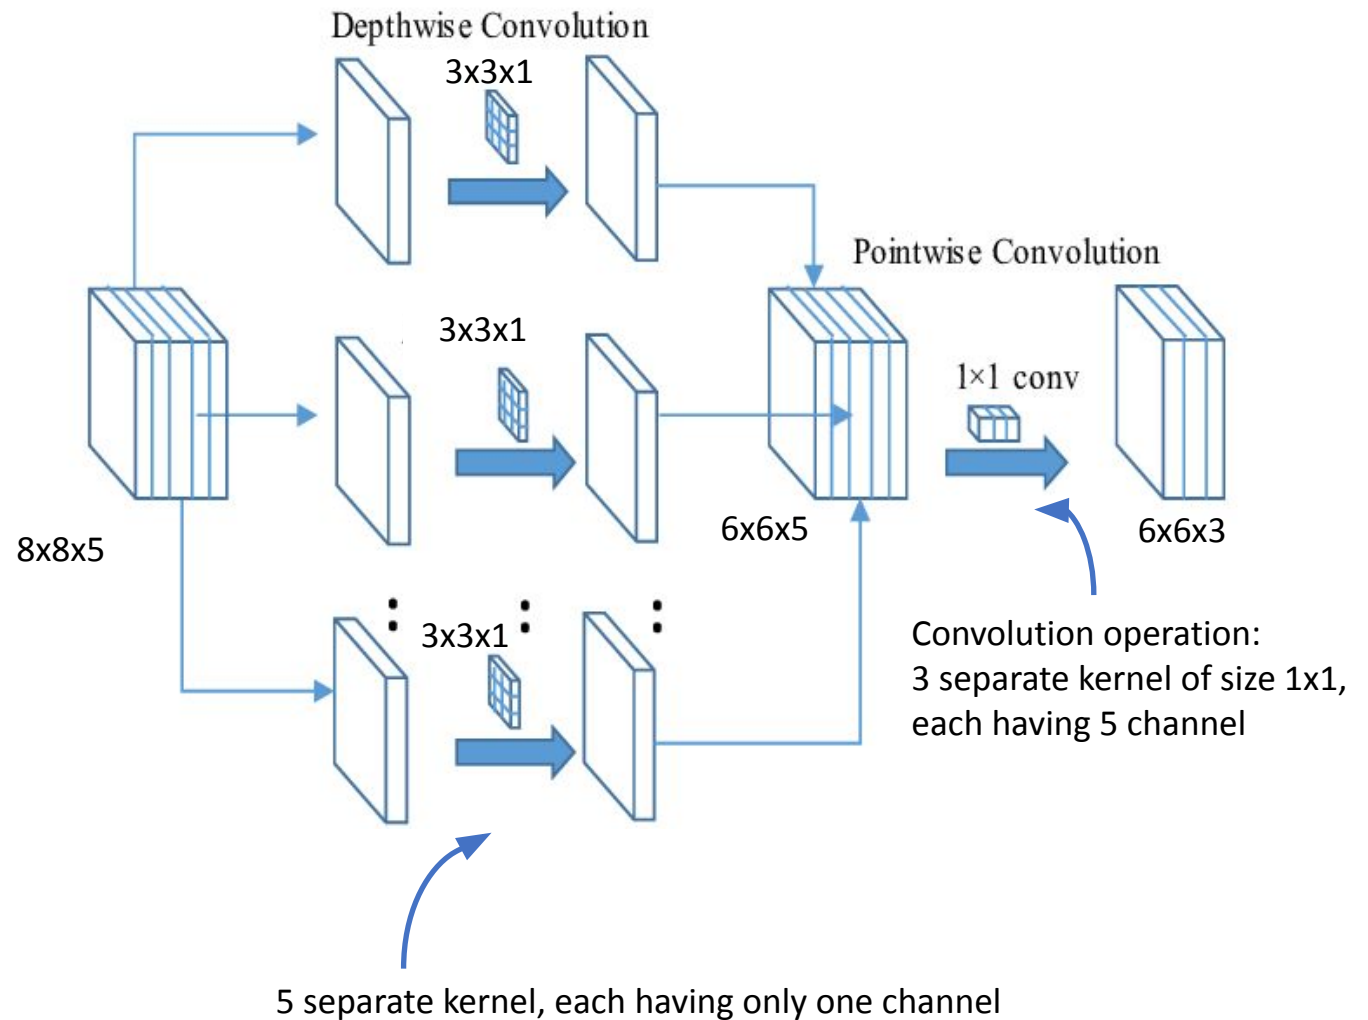 Depthwise Convolution
3x3x1
Pointwise Convolution
3x3x1
1×1 conv
8x8x5
6x6x5
6x6x3
3x3x1
Convolution operation:
3 separate kernel of size 1x1,
each having 5 channel
5 separate kernel, each having only one channel